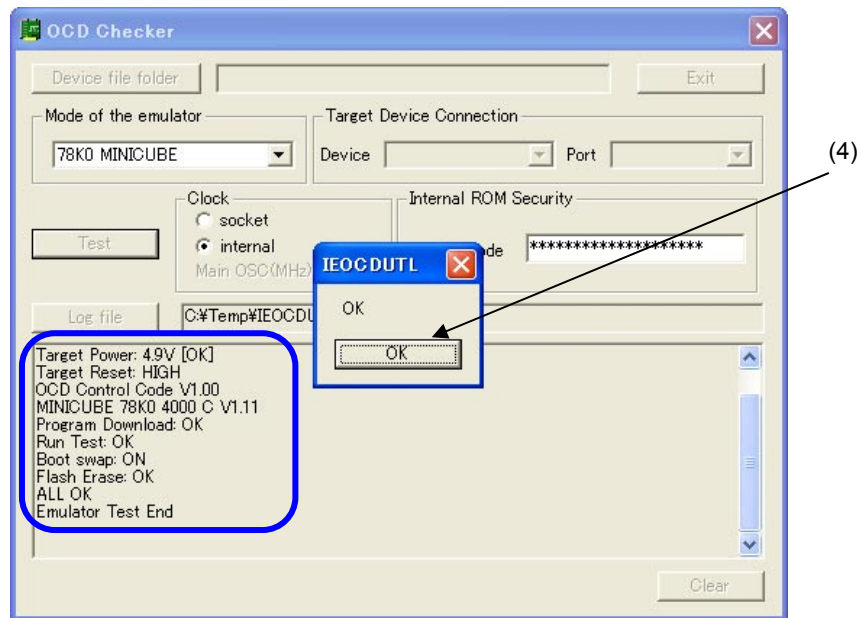 OCD Checker
Device file folder
Exit
Mode of the emulator
Target Device Connection
78K0 MINICUBE
Device
Port
(4)
Clock
Internal ROM Security
socket
Test
internal
ode
********************
Main OSC(MHz)
IEOCDUTL
OK
OK
Log file
C:¥Temp¥IEOCDU
Target Power: 4.9V [OK]
Target Reset: HIGH
OCD Control Code V1.00
MINICUBE 78K0 4000 C V1.11
Program Download: OK
Run Test: OK
Boot swap: ON
Flash Erase: OK
ALL OK
Emulator Test End
Clear